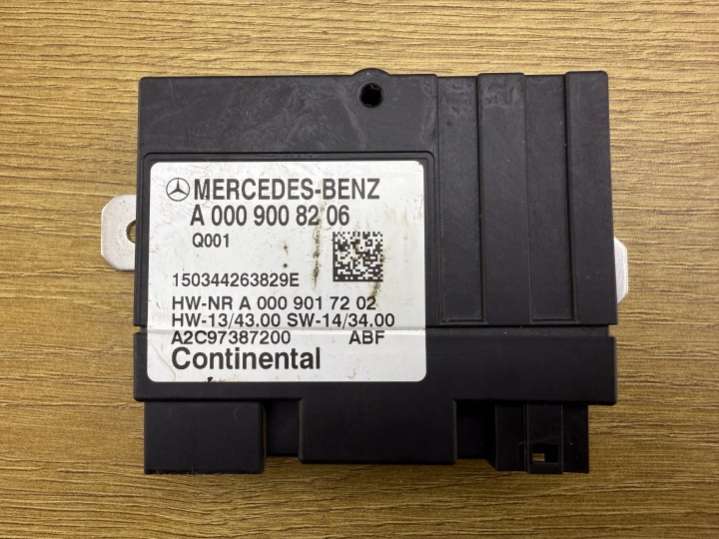 MERCEDES-BENZ
A 000 900 82 06
Q001
150344263829E
HW-NR A 000 901 72 02
HW-13/43.00 SW-14/34.00
A2C97387200 ABF
Continental